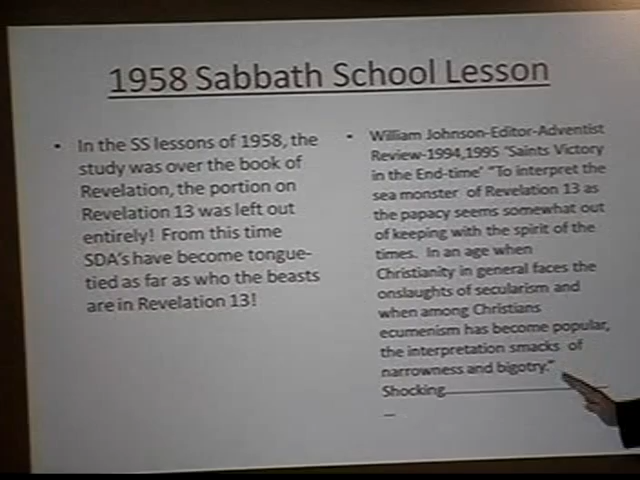 1958 Sabbath School Lesson
• In the SS lessons of 1958, the
study was over the book of
Revelation, the portion on
Revelation 13 was left out
entirely!  From this time
SDA's have become tongue-
tied as far as who the beasts
are in Revelation 13!
• William Johnson-Editor-Adventist
Review-1994,1995 'Saints Victory
in the End-time' "To interpret the
sea monster of Revelation 13 as
the papacy seems somewhat out
of keeping with the spirit of the
times.  In an age when
Christianity in general faces the
onslaughts of secularism and
when among Christians
ecumenism has become popular,
the interpretation smacks of
narrowness and bigotry."
Shocking